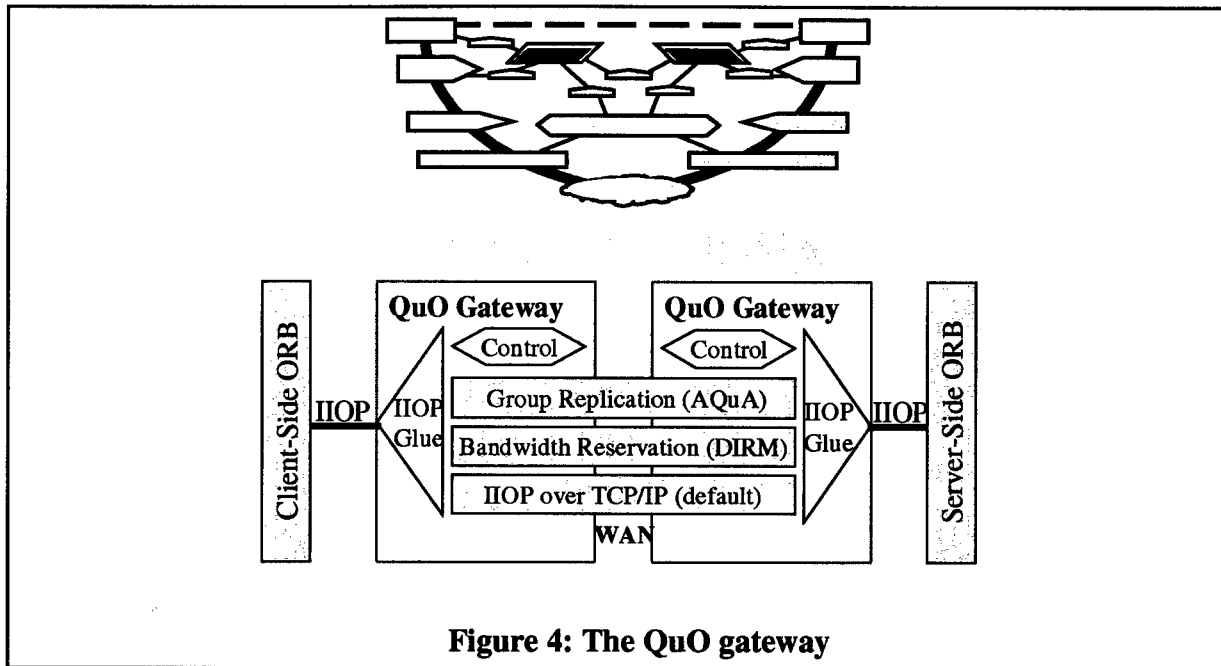 QuO Gateway
QuO Gateway
Client-Side ORB
IIOP
IIOP
Glue
Control
Control
Group Replication (AQuA)
Bandwidth Reservation (DIRM)
IIOP over TCP/IP (default)
WAN
IIOP
Glue
IIOP
Server-Side ORB
Figure 4: The QuO gateway